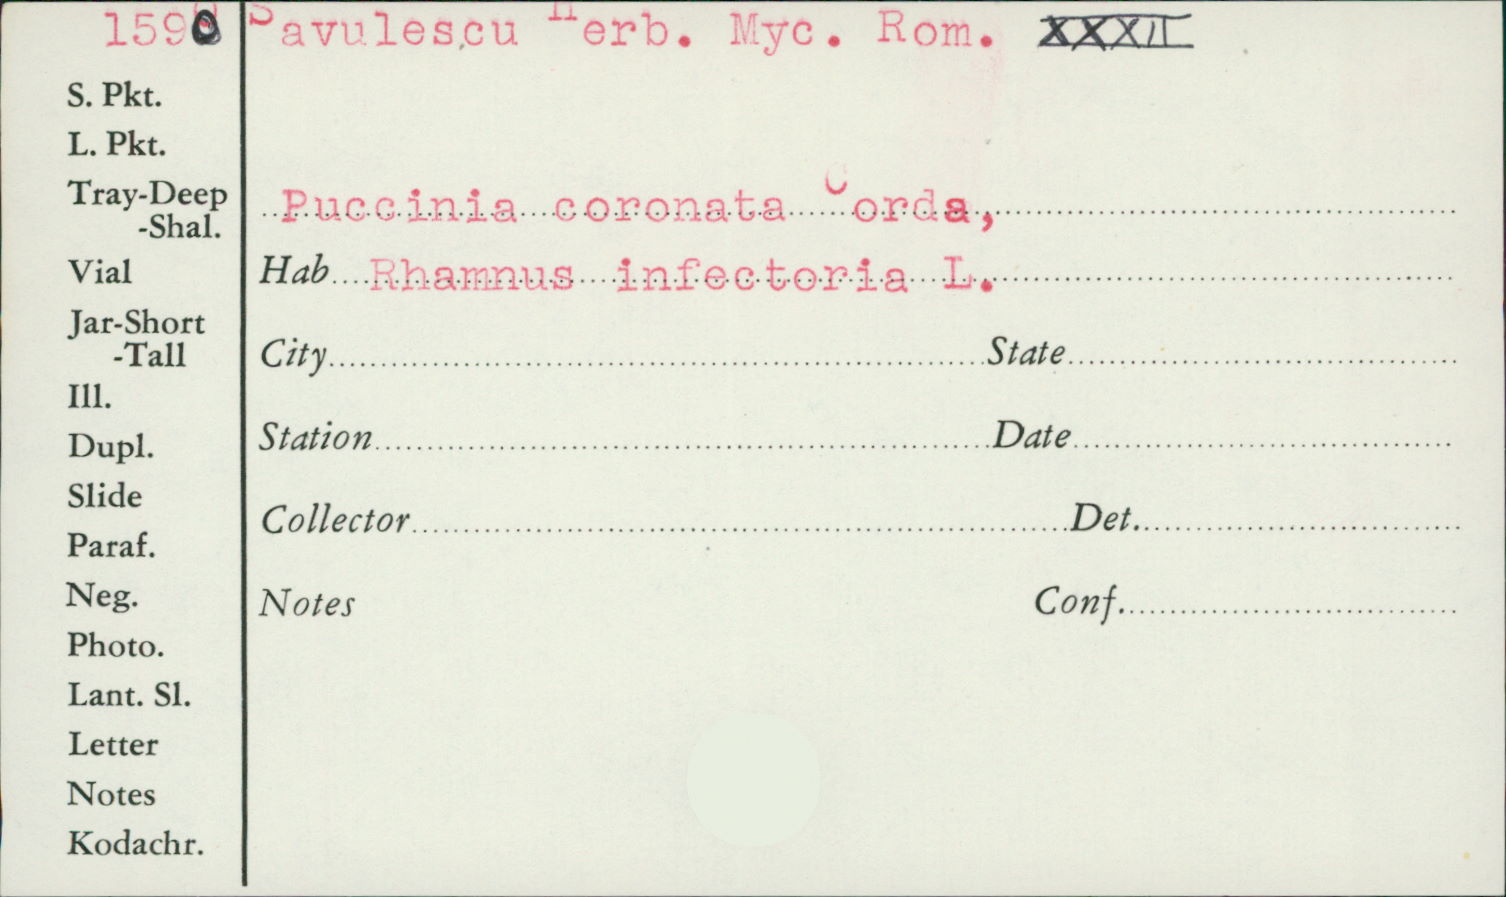 1590 Savulescu Herb. Myc. Rom. XXXII
S. Pkt.
L. Pkt.
Tray-Deep
-Shal.
Vial
Jar-Short
-Tall
Ill.
Dupl.
Slide
Paraf.
Neg.
Photo.
Lant. Sl.
Letter
Notes
Kodachr.
Puccinia coronata Corda,
Hab Rhamnus infectoria L.
City State
Station Date
Collector Det.
Notes Conf.